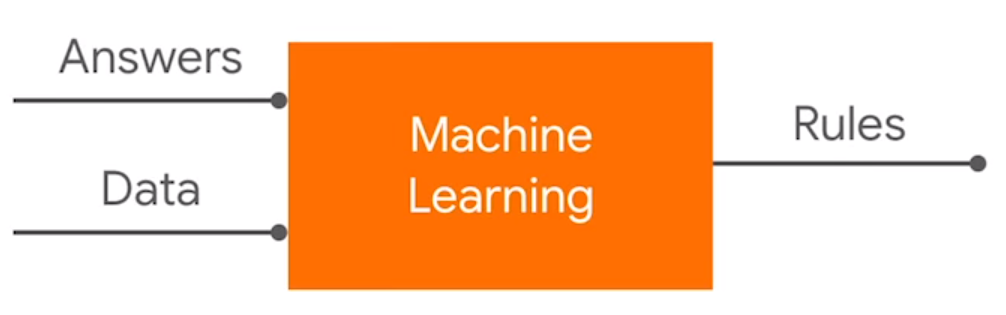 Answers
Data
Machine
Learning
Rules